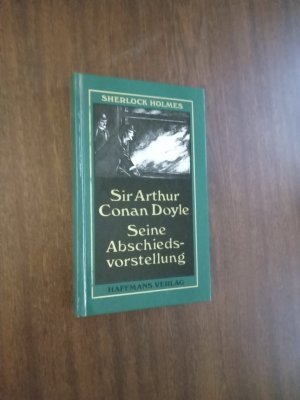 SHERLOCK HOLMES
Sir Arthur
Conan Doyle
Seine
Abschieds-
vorstellung
HAFFMANS VERLAG